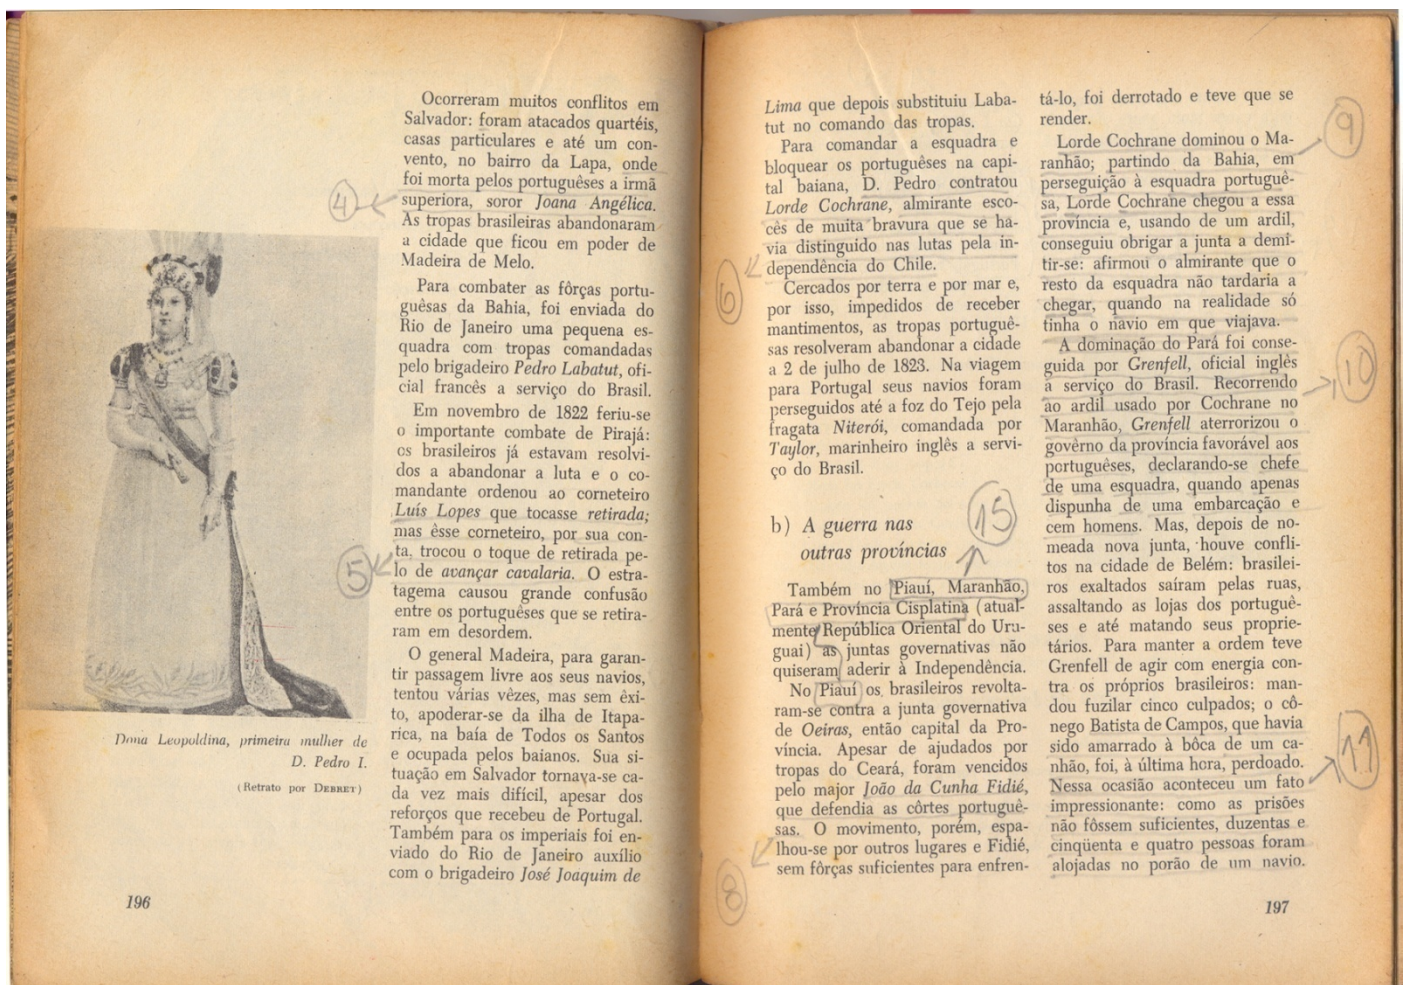 Ocorreram muitos conflitos em
Salvador: foram atacados quartéis,
casas particulares e até um con-
vento, no bairro da Lapa, onde
foi morta pelos portuguêses a irmã
superiora, soror Joana Angélica.
As tropas brasileiras abandonaram
a cidade que ficou em poder de
Madeira de Melo.
Para combater as fôrças portu-
guêsas da Bahia, foi enviada do
Rio de Janeiro uma pequena es-
quadra com tropas comandadas
pelo brigadeiro Pedro Labatut, ofi-
cial francês a serviço do Brasil.
Em novembro de 1822 feriu-se
o importante combate de Pirajá:
os brasileiros já estavam resolvi-
dos a abandonar a luta e o co-
mandante ordenou ao corneteiro
Luís Lopes que tocasse retirada;
mas êsse corneteiro, por sua con-
ta, trocou o toque de retirada pe-
lo de avançar cavalaria. O estra-
tagema causou grande confusão
entre os portuguêses que se retira-
ram em desordem.
O general Madeira, para garan-
tir passagem livre aos seus navios,
tentou várias vêzes, mas sem êxi-
to, apoderar-se da ilha de Itapa-
rica, na baía de Todos os Santos
e ocupada pelos baianos. Sua si-
tuação em Salvador tornava-se ca-
da vez mais difícil, apesar dos
reforços que recebeu de Portugal.
Também para os imperiais foi en-
viado do Rio de Janeiro auxílio
com o brigadeiro José Joaquim de
4
5
Dona Leopoldina, primeira mulher de
D. Pedro I.
(Retrato por DEBRET)
196
Lima que depois substituiu Laba-
tut no comando das tropas.
Para comandar a esquadra e
bloquear os portuguêses na capi-
tal baiana, D. Pedro contratou
Lorde Cochrane, almirante esco-
cês de muita bravura que se ha-
via distinguido nas lutas pela in-
dependência do Chile.
Cercados por terra e por mar e,
por isso, impedidos de receber
mantimentos, as tropas portuguê-
sas resolveram abandonar a cidade
a 2 de julho de 1823. Na viagem
para Portugal seus navios foram
perseguidos até a foz do Tejo pela
fragata Niterói, comandada por
Taylor, marinheiro inglês a servi-
ço do Brasil.
b) A guerra nas
outras províncias
Também no Piauí, Maranhão,
Pará e Província Cisplatina (atual-
mente República Oriental do Uru-
guai) as juntas governativas não
quiseram aderir à Independência.
No Piauí os brasileiros revolta-
ram-se contra a junta governativa
de Oeiras, então capital da Pro-
víncia. Apesar de ajudados por
tropas do Ceará, foram vencidos
pelo major João da Cunha Fidié,
que defendia as côrtes portuguê-
sas. O movimento, porém, espa-
lhou-se por outros lugares e Fidié,
sem fôrças suficientes para enfren-
6
15
8
tá-lo, foi derrotado e teve que se
render.
Lorde Cochrane dominou o Ma-
ranhão; partindo da Bahia, em
perseguição à esquadra portuguê-
sa, Lorde Cochrane chegou a essa
província e, usando de um ardil,
conseguiu obrigar a junta a demi-
tir-se: afirmou o almirante que o
resto da esquadra não tardaria a
chegar, quando na realidade só
tinha o navio em que viajava.
A dominação do Pará foi conse-
guida por Grenfell, oficial inglês
a serviço do Brasil. Recorrendo
ao ardil usado por Cochrane no
Maranhão, Grenfell aterrorizou o
govêrno da província favorável aos
portuguêses, declarando-se chefe
de uma esquadra, quando apenas
dispunha de uma embarcação e
cem homens. Mas, depois de no-
meada nova junta, houve confli-
tos na cidade de Belém: brasilei-
ros exaltados saíram pelas ruas,
assaltando as lojas dos portuguê-
ses e até matando seus proprie-
tários. Para manter a ordem teve
Grenfell de agir com energia con-
tra os próprios brasileiros: man-
dou fuzilar cinco culpados; o cô-
nego Batista de Campos, que havia
sido amarrado à bôca de um ca-
nhão, foi, à última hora, perdoado.
Nessa ocasião aconteceu um fato
impressionante: como as prisões
não fôssem suficientes, duzentas e
cinqüenta e quatro pessoas foram
alojadas no porão de um navio.
9
10
11
197